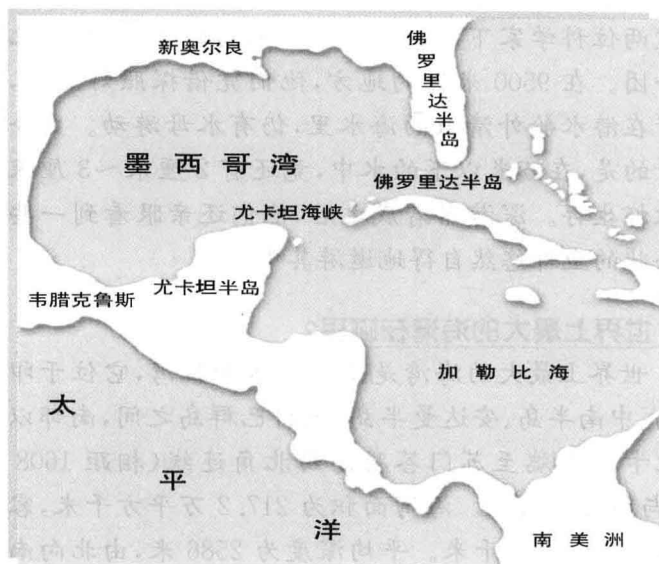 新奥尔良
佛罗里达半岛
墨西哥湾
佛罗里达半岛
尤卡坦海峡
尤卡坦半岛
韦腊克鲁斯
加勒比海
太平洋
南美洲